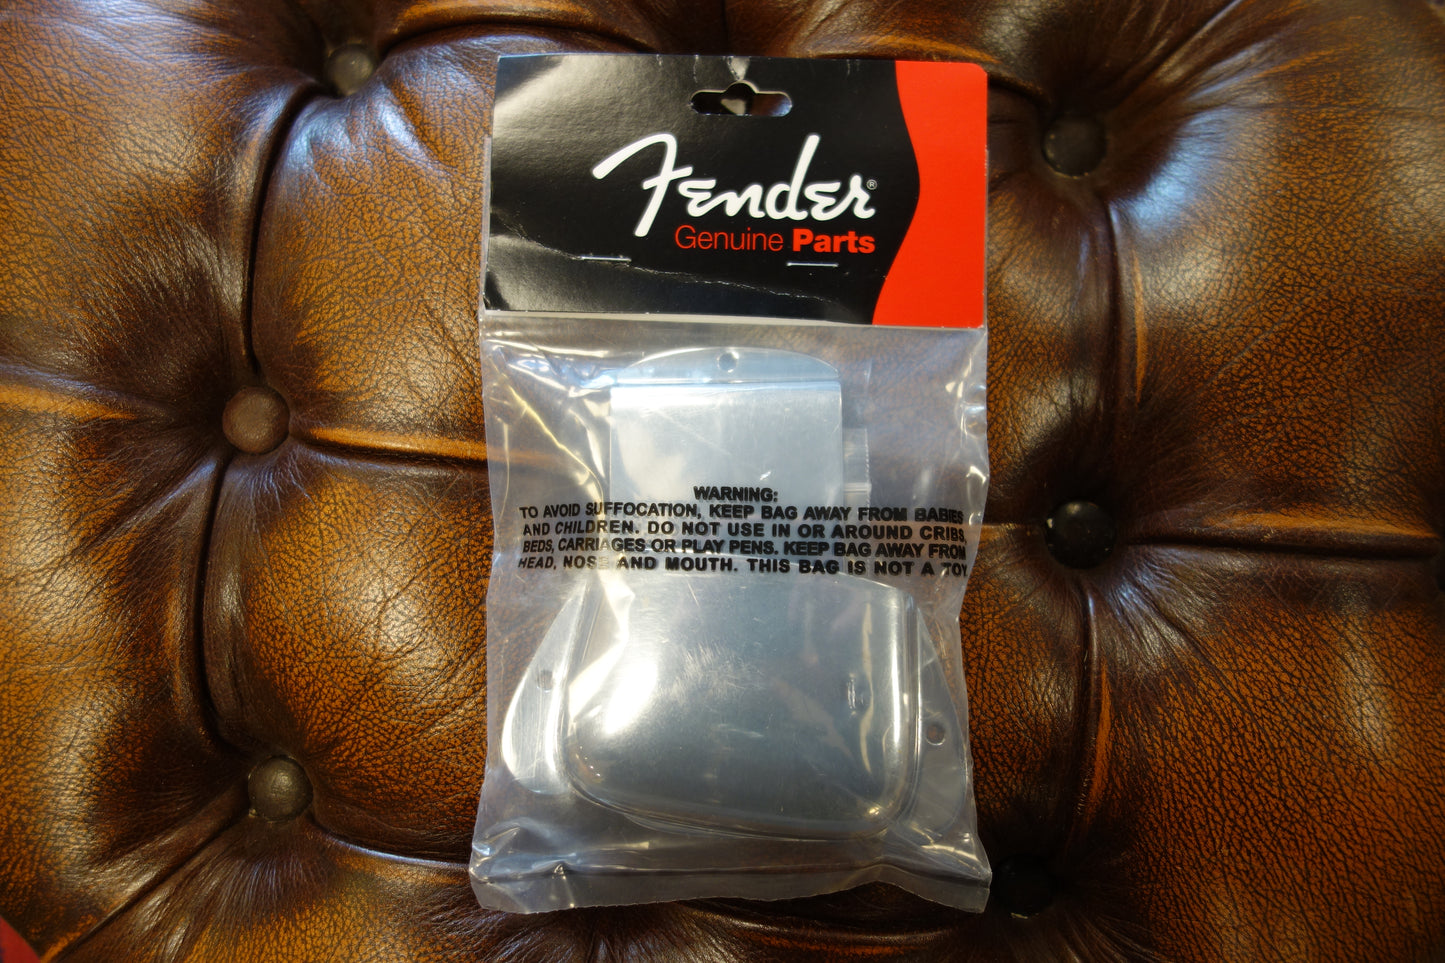 Fender®
Genuine Parts
WARNING:
TO AVOID SUFFOCATION, KEEP BAG AWAY FROM BABIES
AND CHILDREN. DO NOT USE IN OR AROUND CRIBS,
BEDS, CARRIAGES OR PLAY PENS. KEEP BAG AWAY FROM
HEAD, NOSE AND MOUTH. THIS BAG IS NOT A TOY